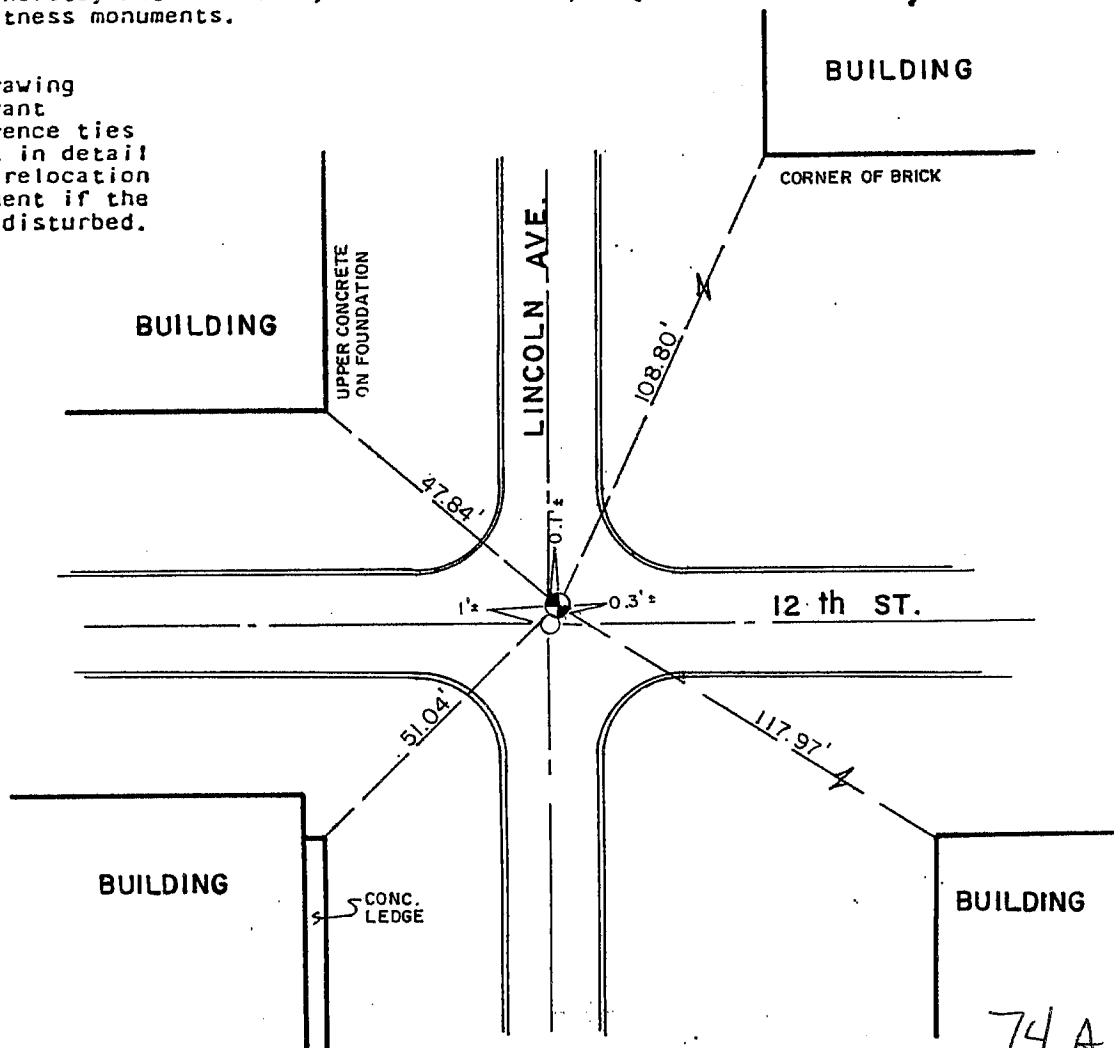 tness monuments.
BUILDING
rawing
rant
rence ties
in detail
relocation
ent if the
disturbed.
CORNER OF BRICK
BUILDING
UPPER CONCRETE
ON FOUNDATION
LINCOLN AVE.
108.80'
47.84'
0.1'±
1'±
0.3'±
12 th ST.
51.04'
117.97'
BUILDING
CONC.
LEDGE
BUILDING
74 A